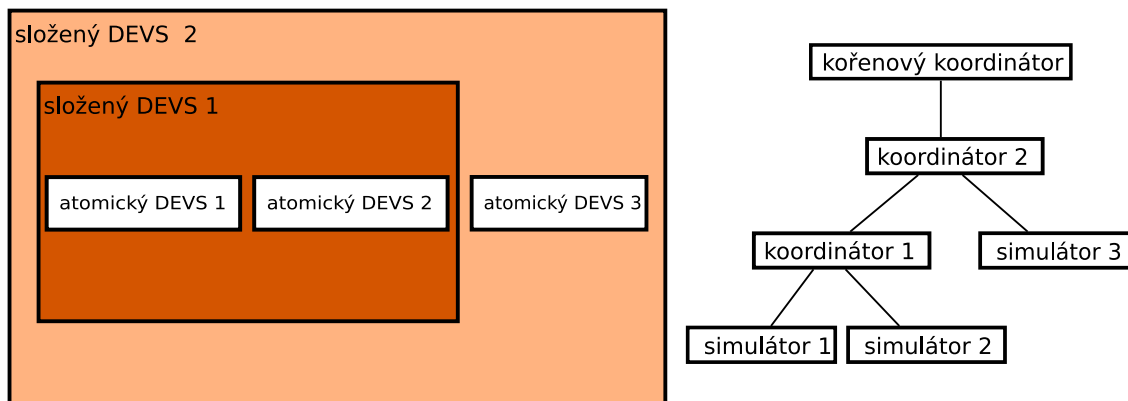 složený DEVS 2
složený DEVS 1
atomický DEVS 1
atomický DEVS 2
atomický DEVS 3
kořenový koordinátor
koordinátor 2
koordinátor 1
simulátor 3
simulátor 1
simulátor 2